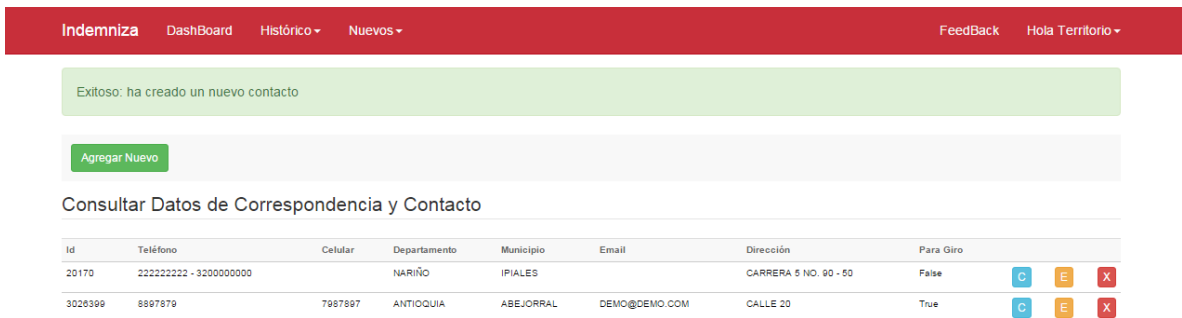 Indemniza DashBoard Histórico Nuevos FeedBack Hola Territorio
Exitoso: ha creado un nuevo contacto
Agregar Nuevo
Consultar Datos de Correspondencia y Contacto
Id Teléfono Celular Departamento Municipio Email Dirección Para Giro
20170 222222222 - 3200000000 NARIÑO IPIALES CARRERA 5 NO. 90 - 50 False C E X
3026399 8897879 7987897 ANTIOQUIA ABEJORRAL DEMO@DEMO.COM CALLE 20 True C E X